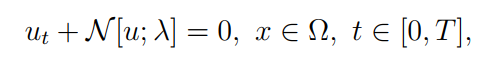 u_t + 𝒩[u; λ] = 0, x ∈ Ω, t ∈ [0, T],